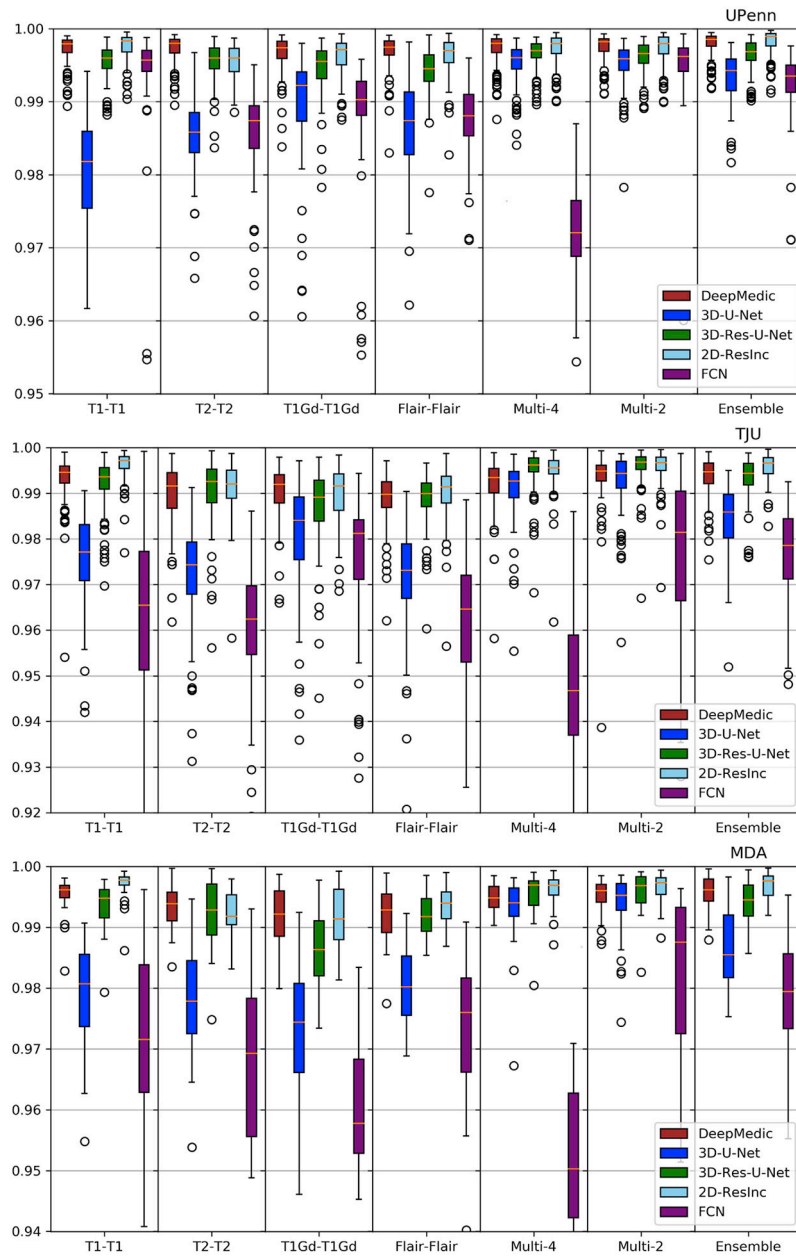 UPenn
1.00
0.99
0.98
0.97
0.96
0.95
DeepMedic
3D-U-Net
3D-Res-U-Net
2D-ResInc
FCN
T1-T1 T2-T2 T1Gd-T1Gd Flair-Flair Multi-4 Multi-2 Ensemble
TJU
1.00
0.99
0.98
0.97
0.96
0.95
0.94
0.93
0.92
DeepMedic
3D-U-Net
3D-Res-U-Net
2D-ResInc
FCN
T1-T1 T2-T2 T1Gd-T1Gd Flair-Flair Multi-4 Multi-2 Ensemble
MDA
1.00
0.99
0.98
0.97
0.96
0.95
0.94
DeepMedic
3D-U-Net
3D-Res-U-Net
2D-ResInc
FCN
T1-T1 T2-T2 T1Gd-T1Gd Flair-Flair Multi-4 Multi-2 Ensemble